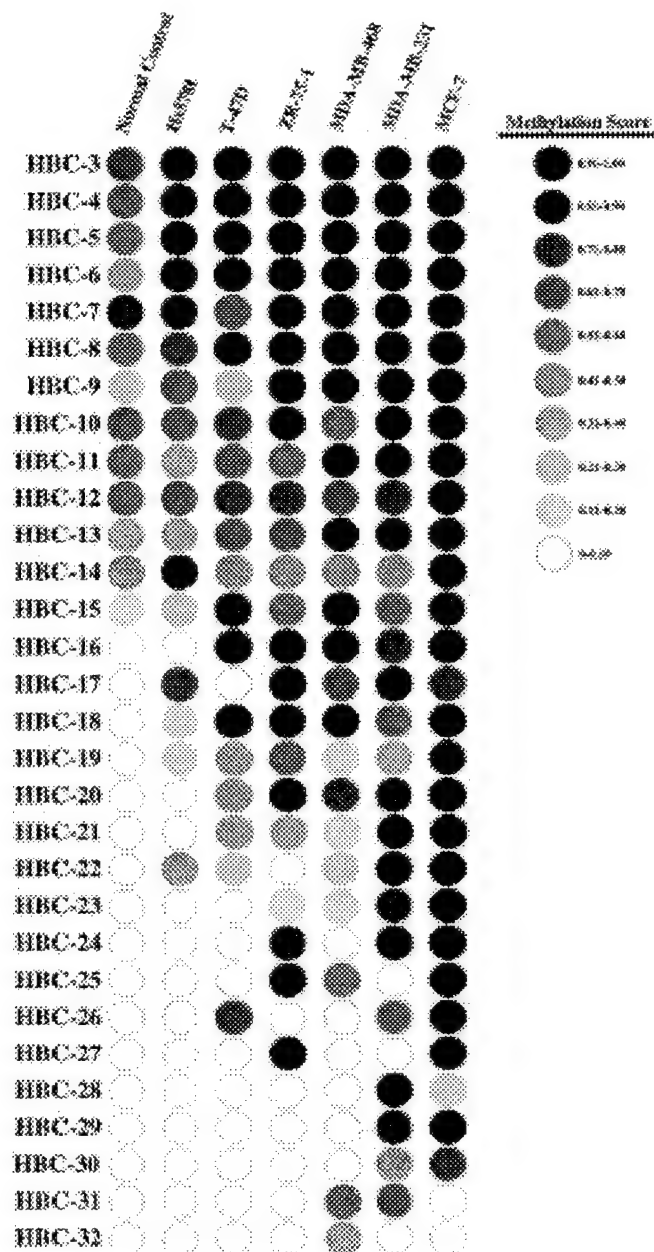 Normal Control
Hs578t
T-47D
ZR-75-1
MDA-MB-468
MDA-MB-231
MCF-7
Methylation Score
HBC-3
HBC-4
HBC-5
HBC-6
HBC-7
HBC-8
HBC-9
HBC-10
HBC-11
HBC-12
HBC-13
HBC-14
HBC-15
HBC-16
HBC-17
HBC-18
HBC-19
HBC-20
HBC-21
HBC-22
HBC-23
HBC-24
HBC-25
HBC-26
HBC-27
HBC-28
HBC-29
HBC-30
HBC-31
HBC-32